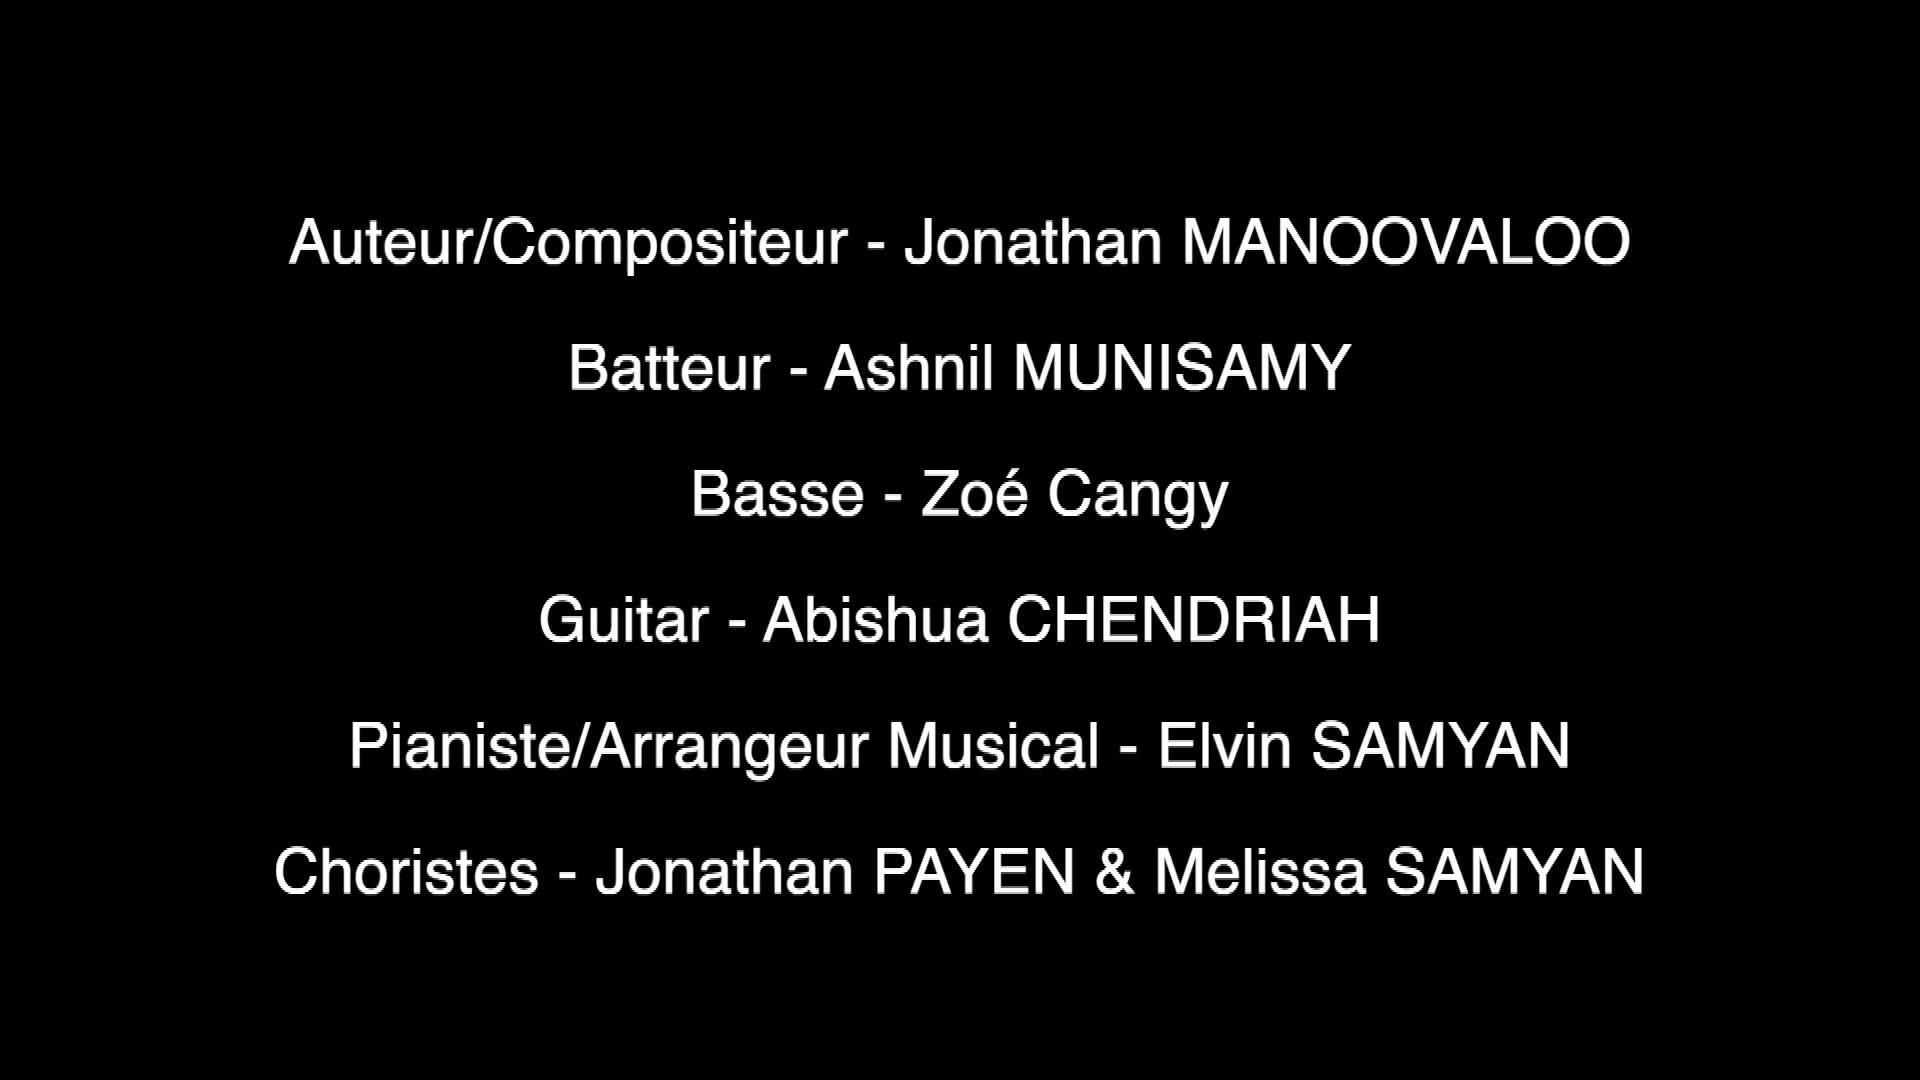 Auteur/Compositeur - Jonathan MANOOVALOO
Batteur - Ashnil MUNISAMY
Basse - Zoé Cangy
Guitar - Abishua CHENDRIAH
Pianiste/Arrangeur Musical - Elvin SAMYAN
Choristes - Jonathan PAYEN & Melissa SAMYAN